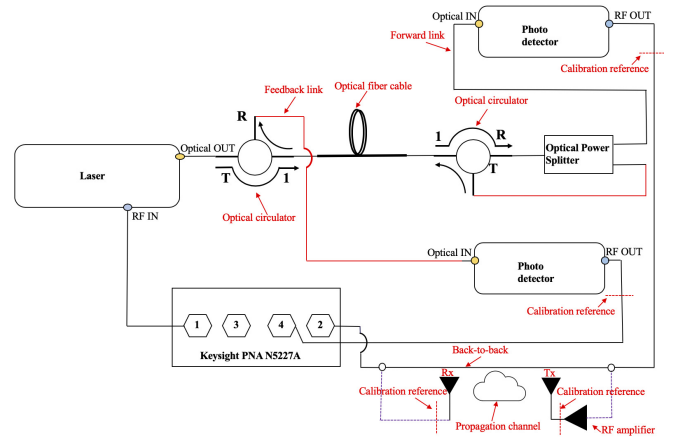 Optical IN
RF OUT
Photo
detector
Forward link
Calibration reference
Feedback link
Optical fiber cable
Optical circulator
R
1
R
Optical OUT
Optical Power
Splitter
Laser
T
1
T
RF IN
Optical circulator
Optical IN
RF OUT
Photo
detector
Calibration reference
1
3
4
2
Keysight PNA N5227A
Back-to-back
Rx
Tx
Calibration reference
Calibration reference
Propagation channel
RF amplifier